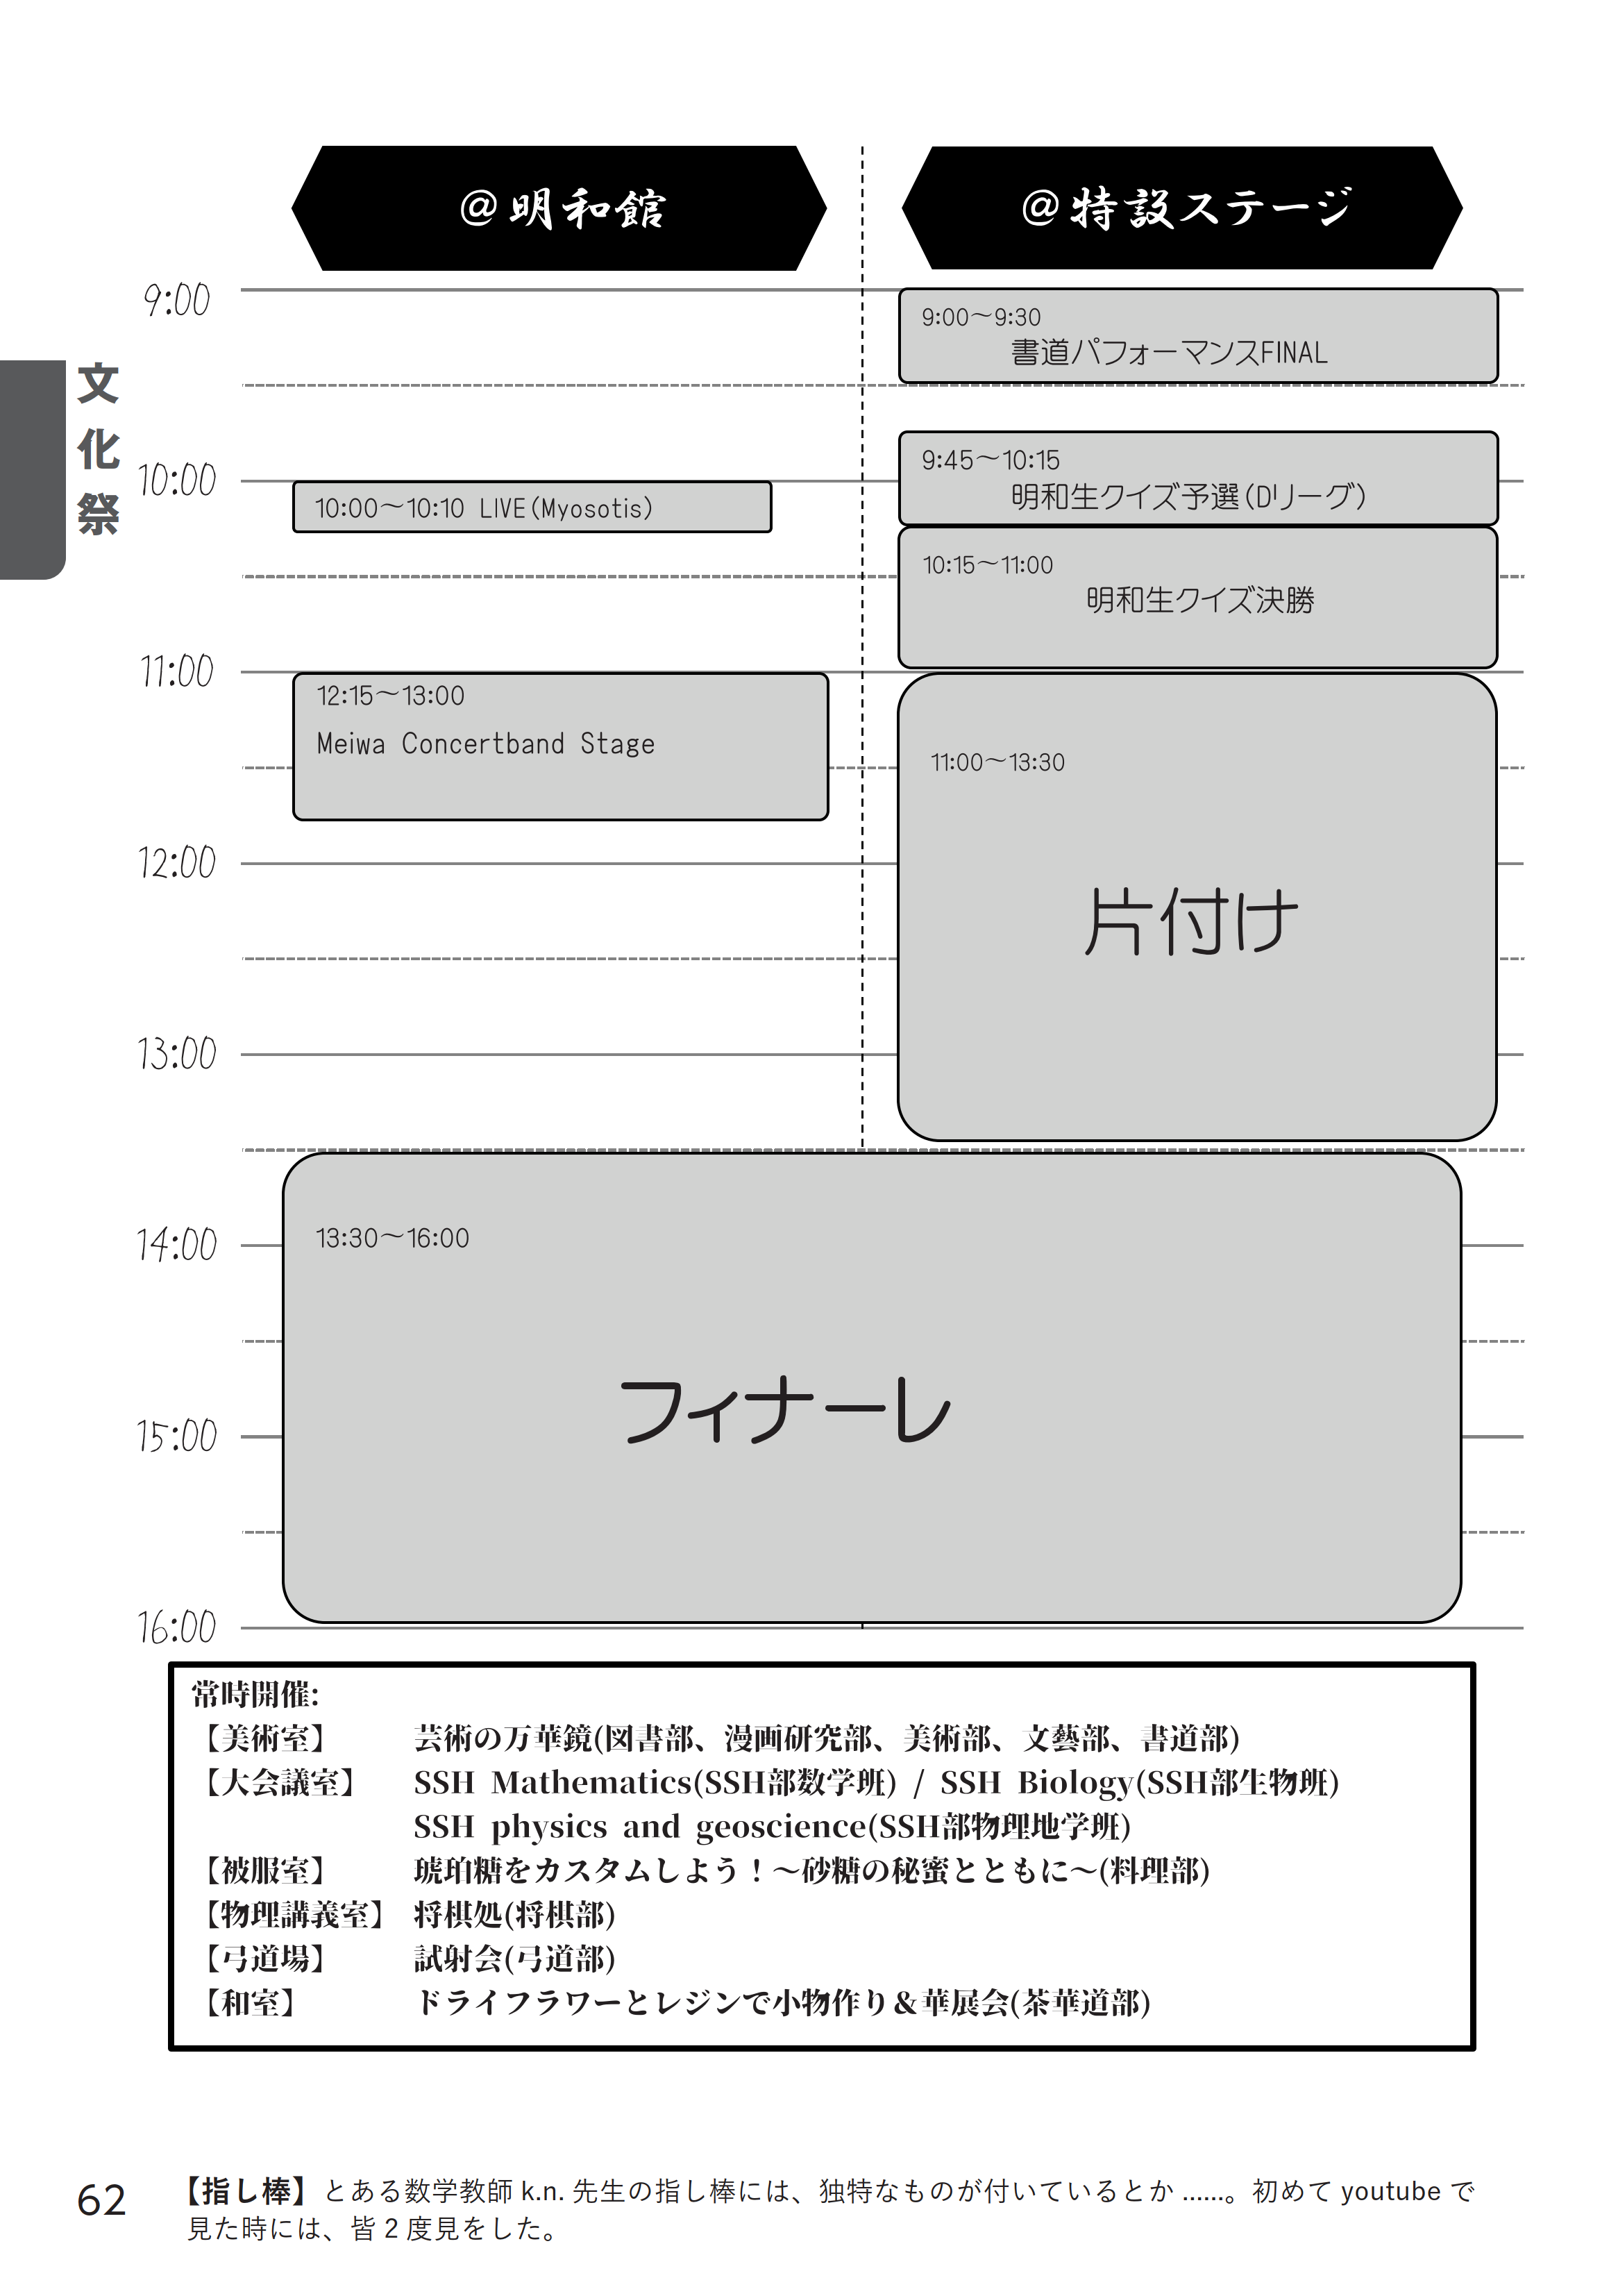 @明和館
@特設ステージ
9:00
9:00〜9:30
書道パフォーマンスFINAL
文化祭
9:45〜10:15
明和生クイズ予選(Dリーグ)
10:00
10:00〜10:10 LIVE(Myosotis)
10:15〜11:00
明和生クイズ決勝
11:00
12:15〜13:00
Meiwa Concertband Stage
11:00〜13:30
片付け
12:00
13:00
13:30〜16:00
フィナーレ
14:00
15:00
16:00
常時開催:
【美術室】 芸術の万華鏡(図書部、漫画研究部、美術部、文藝部、書道部)
【大会議室】 SSH Mathematics(SSH部数学班) / SSH Biology(SSH部生物班)
SSH physics and geoscience(SSH部物理地学班)
【被服室】 琥珀糖をカスタムしよう！〜砂糖の秘蜜とともに〜(料理部)
【物理講義室】 将棋処(将棋部)
【弓道場】 試射会(弓道部)
【和室】 ドライフラワーとレジンで小物作り＆華展会(茶華道部)
62
【指し棒】とある数学教師 k.n. 先生の指し棒には、独特なものが付いているとか ......。初めて youtube で
見た時には、皆 2 度見をした。